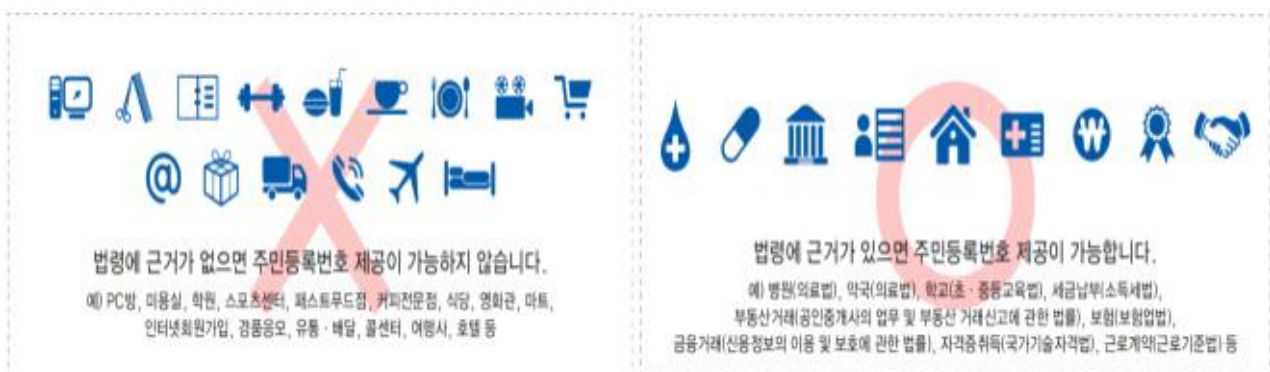 법령에 근거가 없으면 주민등록번호 제공이 가능하지 않습니다.
예) PC방, 미용실, 학원, 스포츠센터, 패스트푸드점, 커피전문점, 식당, 영화관, 마트,
인터넷회원가입, 경품응모, 유통 · 배달, 콜센터, 여행사, 호텔 등
법령에 근거가 있으면 주민등록번호 제공이 가능합니다.
예) 병원(의료법), 약국(의료법), 학교(초 · 중등교육법), 세금납부(소득세법),
부동산거래(공인중개사의 업무 및 부동산 거래신고에 관한 법률), 보험(보험업법),
금융거래(신용정보의 이용 및 보호에 관한 법률), 자격증취득(국가기술자격법), 근로계약(근로기준법) 등